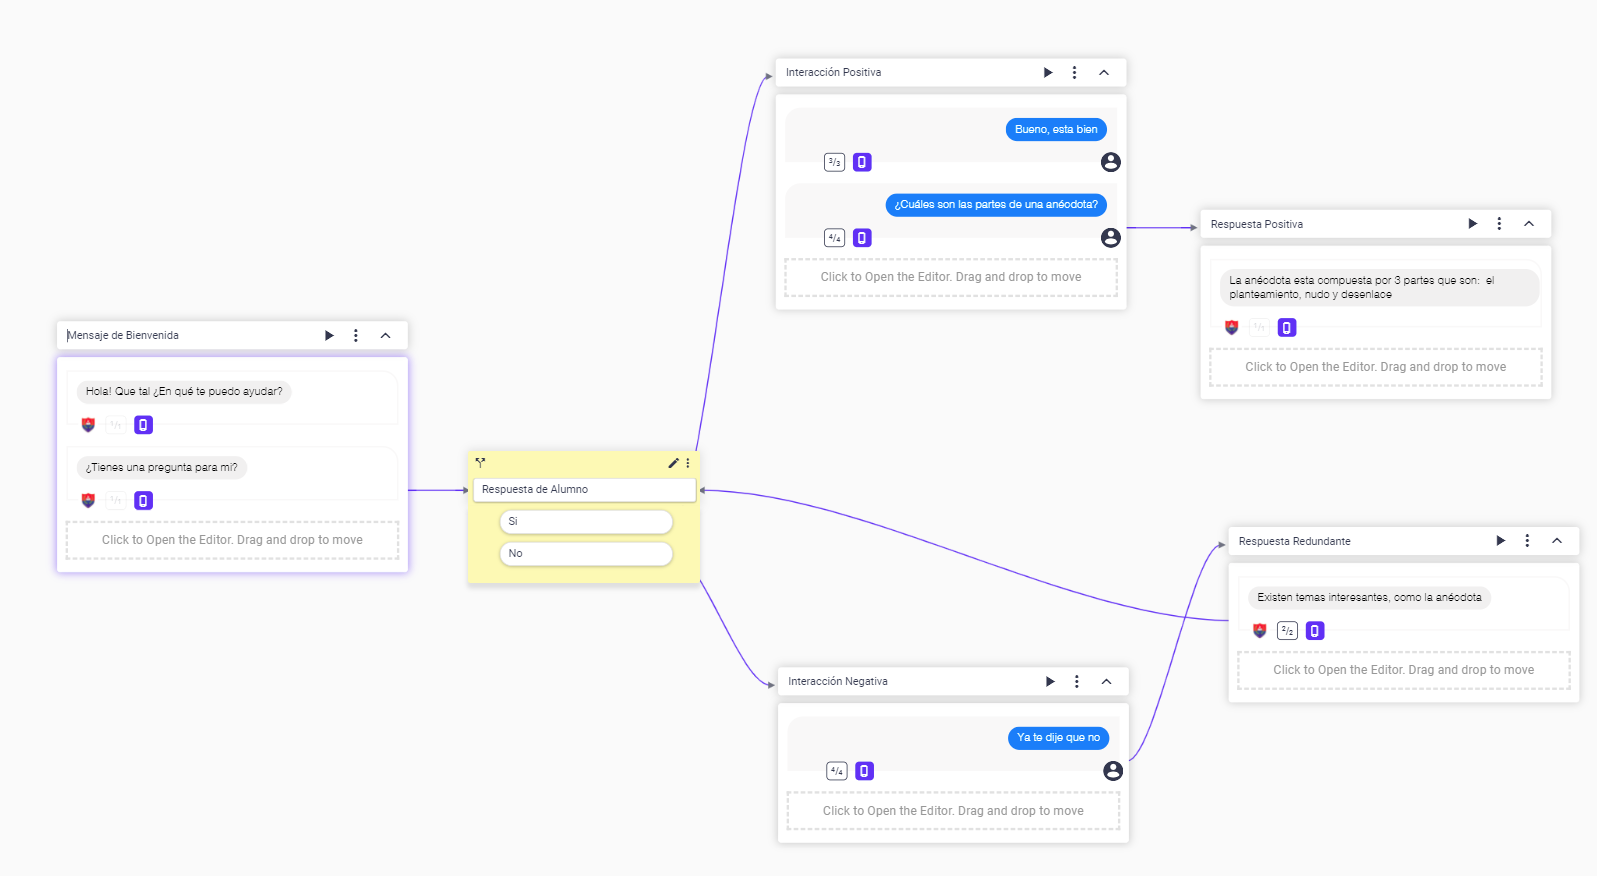 Interacción Positiva
Bueno, esta bien
3/3
¿Cuáles son las partes de una anécdota?
4/4
Click to Open the Editor. Drag and drop to move
Respuesta Positiva
La anécdota esta compuesta por 3 partes que son: el
planteamiento, nudo y desenlace
1/1
Click to Open the Editor. Drag and drop to move
Mensaje de Bienvenida
Hola! Que tal ¿En qué te puedo ayudar?
1/1
¿Tienes una pregunta para mi?
1/1
Click to Open the Editor. Drag and drop to move
Respuesta de Alumno
Si
No
Respuesta Redundante
Existen temas interesantes, como la anécdota
2/2
Click to Open the Editor. Drag and drop to move
Interacción Negativa
Ya te dije que no
4/4
Click to Open the Editor. Drag and drop to move